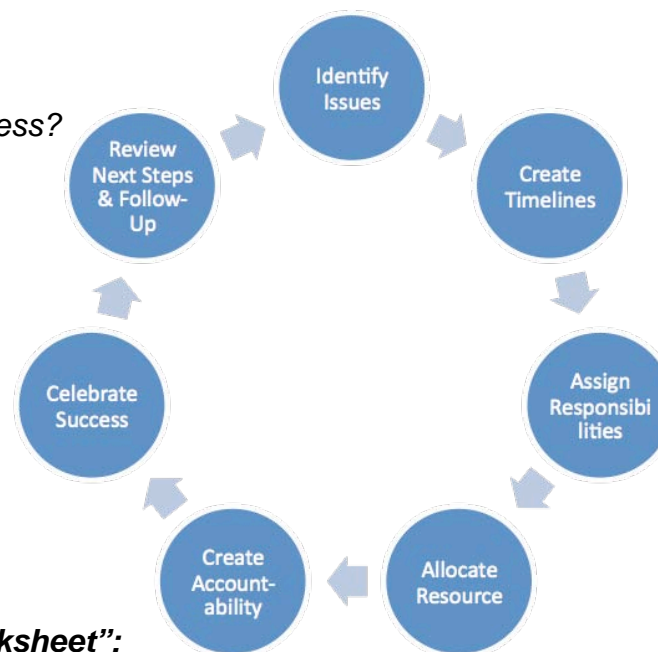 Identify
Issues
ess?
Review
Next Steps
& Follow-
Up
Create
Timelines
Celebrate
Success
Assign
Responsibi
lities
Create
Account-
ability
Allocate
Resource
ksheet”: